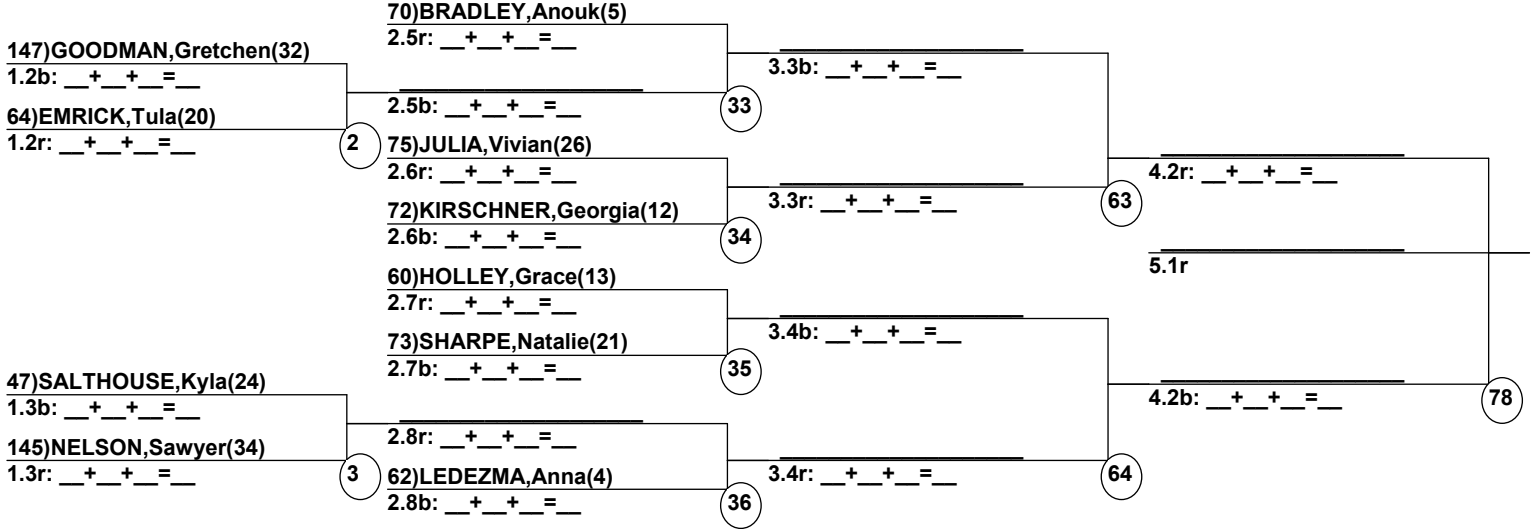 70)BRADLEY,Anouk(5)
2.5r: __+__+__=__
147)GOODMAN,Gretchen(32)
1.2b: __+__+__=__
3.3b: __+__+__=__
2.5b: __+__+__=__
33
64)EMRICK,Tula(20)
1.2r: __+__+__=__
2
75)JULIA,Vivian(26)
2.6r: __+__+__=__
4.2r: __+__+__=__
3.3r: __+__+__=__
63
72)KIRSCHNER,Georgia(12)
2.6b: __+__+__=__
34
5.1r
60)HOLLEY,Grace(13)
2.7r: __+__+__=__
3.4b: __+__+__=__
73)SHARPE,Natalie(21)
2.7b: __+__+__=__
35
47)SALTHOUSE,Kyla(24)
1.3b: __+__+__=__
4.2b: __+__+__=__
78
2.8r: __+__+__=__
145)NELSON,Sawyer(34)
1.3r: __+__+__=__
3
62)LEDEZMA,Anna(4)
2.8b: __+__+__=__
36
3.4r: __+__+__=__
64